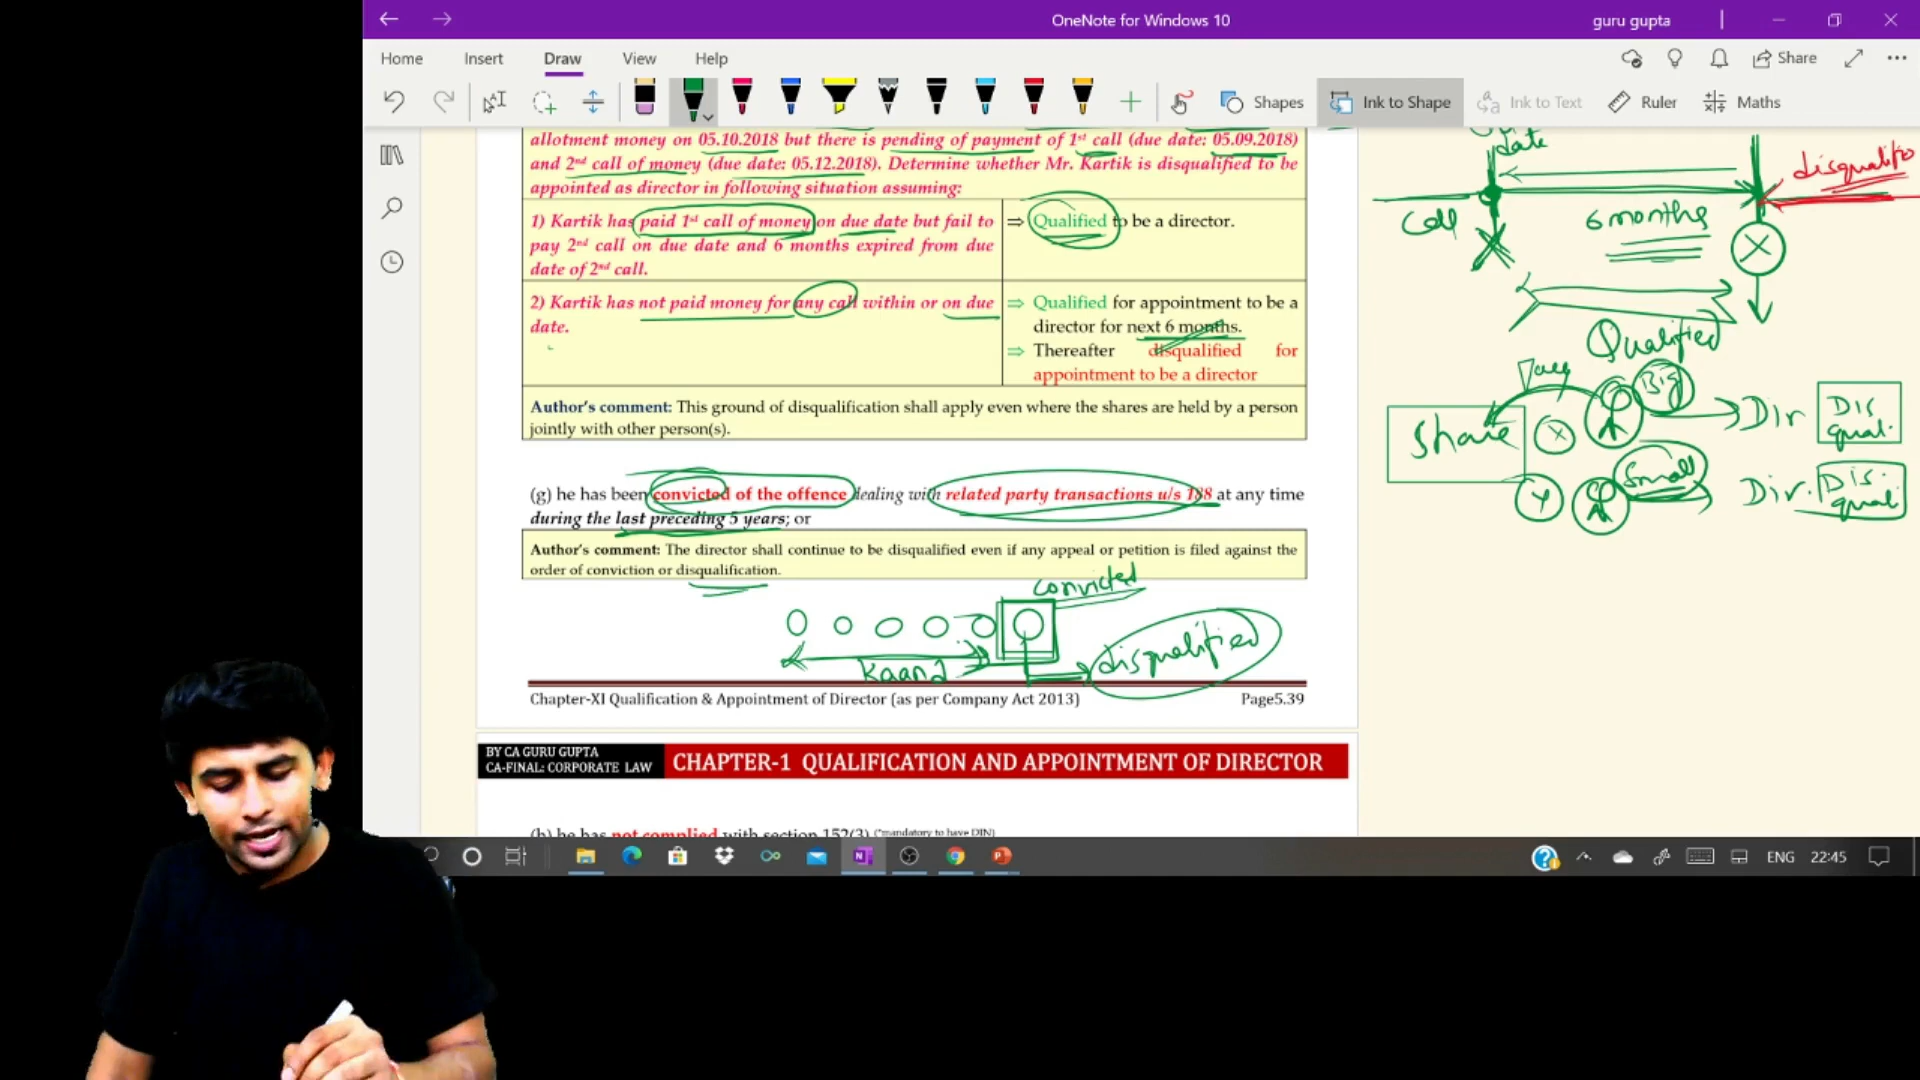 OneNote for Windows 10
guru gupta
Home Insert Draw View Help
Share
Shapes Ink to Shape Ink to Text Ruler Maths
allotment money on 05.10.2018 but there is pending of payment of 1st call (due date: 05.09.2018)
and 2nd call of money (due date: 05.12.2018). Determine whether Mr. Kartik is disqualified to be
appointed as director in following situation assuming:
1) Kartik has paid 1st call of money on due date but fail to
pay 2nd call on due date and 6 months expired from due
date of 2nd call.
⇒ Qualified to be a director.
2) Kartik has not paid money for any call within or on due
date.
⇒ Qualified for appointment to be a
director for next 6 months.
⇒ Thereafter disqualified for
appointment to be a director
Author's comment: This ground of disqualification shall apply even where the shares are held by a person
jointly with other person(s).
(g) he has been convicted of the offence dealing with related party transactions u/s 188 at any time
during the last preceding 5 years; or
Author's comment: The director shall continue to be disqualified even if any appeal or petition is filed against the
order of conviction or disqualification.
convicted
Kaand
disqualified
Chapter-XI Qualification & Appointment of Director (as per Company Act 2013) Page5.39
BY CA GURU GUPTA
CA-FINAL: CORPORATE LAW
CHAPTER-1 QUALIFICATION AND APPOINTMENT OF DIRECTOR
(h) he has not complied with section 152(3) (*mandatory to have DIN)
date
Call
6 months
Qualified
Share
X
Big
Dir
Dis
qual.
Y
Small
Dir.
Dis
qual.
ENG 22:45